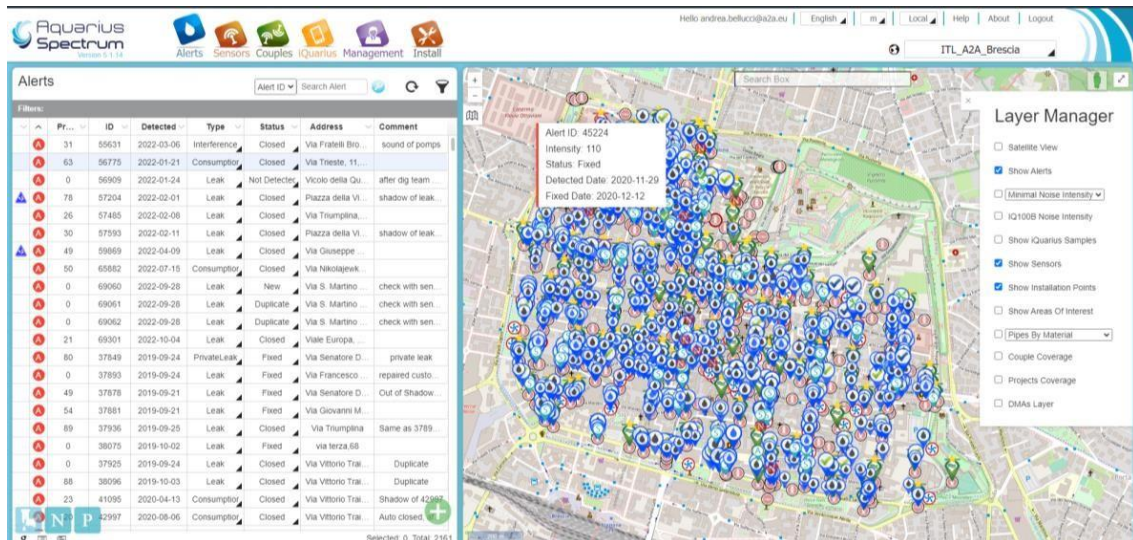 Aquarius
Spectrum
Version 5.1.14
Alerts Sensors Couples iQuarius Management Install
Hello andrea.bellucci@a2a.eu English m Local Help About Logout
ITL_A2A_Brescia
Alerts
Alert ID Search Alert
Filters:
Pr... ID Detected Type Status Address Comment
A 31 55631 2022-03-06 Interference Closed Via Fratelli Bro... sound of pomps
A 63 56775 2022-01-21 Consumption Closed Via Trieste, 11,...
A 0 56909 2022-01-24 Leak Not Detected Vicolo della Qu... after dig team ...
A 78 57204 2022-02-01 Leak Closed Piazza della Vi... shadow of leak...
A 26 57485 2022-02-08 Leak Closed Via Triumplina,...
A 30 57593 2022-02-11 Leak Closed Piazza della Vi... shadow of leak...
A 49 59869 2022-04-09 Leak Closed Via Giuseppe ...
A 50 65882 2022-07-15 Consumption Closed Via Nikolajewk...
A 0 69060 2022-09-28 Leak New Via S. Martino ... check with sen...
A 0 69061 2022-09-28 Leak Duplicate Via S. Martino ... check with sen...
A 0 69062 2022-09-28 Leak Duplicate Via S. Martino ... check with sen...
A 21 69301 2022-10-04 Leak Closed Viale Europa, ...
A 80 37849 2019-09-24 PrivateLeak Fixed Via Senatore D... private leak
A 0 37893 2019-09-24 Leak Fixed Via Francesco ... repaired custo...
A 49 37878 2019-09-21 Leak Fixed Via Senatore D... Out of Shadow...
A 54 37881 2019-09-21 Leak Fixed Via Giovanni M...
A 89 37936 2019-09-25 Leak Closed Via Triumplina Same as 3789...
A 0 38075 2019-10-02 Leak Fixed via terza,68
A 0 37925 2019-09-24 Leak Closed Via Vittorio Trai... Duplicate
A 88 38096 2019-10-03 Leak Closed Via Vittorio Trai... Duplicate
A 23 41095 2020-04-13 Consumption Closed Via Vittorio Trai... Shadow of 42997
42997 2020-08-06 Consumption Closed Via Vittorio Trai... Auto closed,
L N P
Selected: 0, Total: 2161
Search Box
Alert ID: 45224
Intensity: 110
Status: Fixed
Detected Date: 2020-11-29
Fixed Date: 2020-12-12
Layer Manager
Satellite View
Show Alerts
Minimal Noise Intensity
IQ100B Noise Intensity
Show iQuarius Samples
Show Sensors
Show Installation Points
Show Areas Of Interest
Pipes By Material
Couple Coverage
Projects Coverage
DMAs Layer